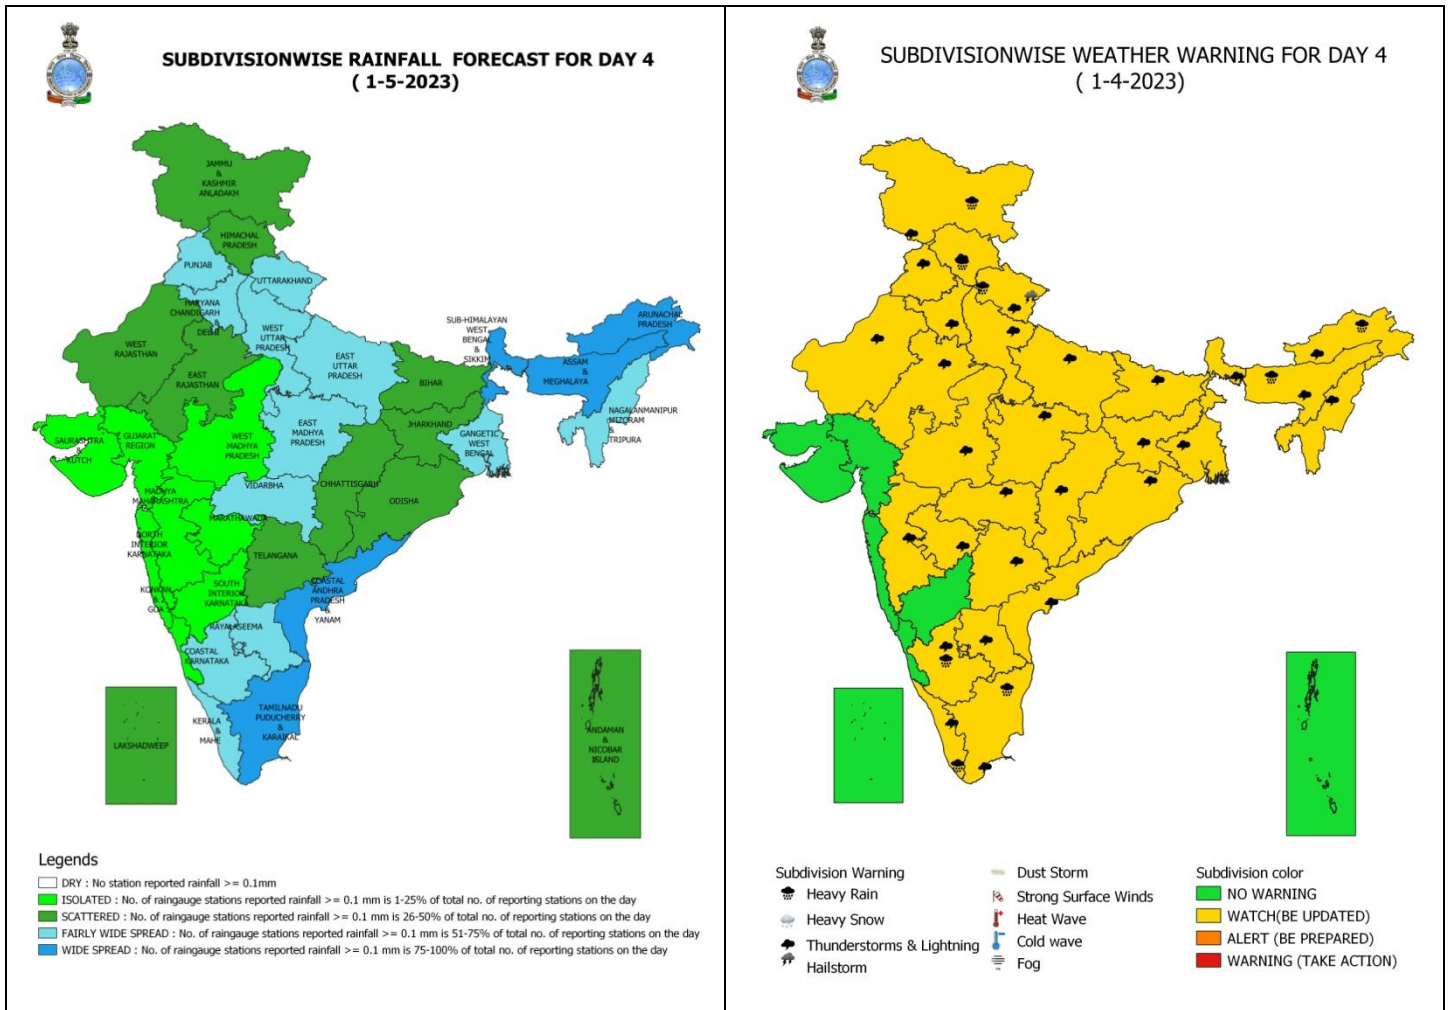 SUBDIVISIONWISE RAINFALL FORECAST FOR DAY 4
( 1-5-2023)
JAMMU
&
KASHMIR
ANLADAKH
HIMACHAL
PRADESH
PUNJAB
UTTARAKHAND
HARYANA
CHANDIGARH
DELHI
WEST
RAJASTHAN
WEST
UTTAR
PRADESH
EAST
UTTAR
PRADESH
EAST
RAJASTHAN
SUB-HIMALAYAN
WEST
BENGAL
&
SIKKIM
ARUNACHAL
PRADESH
ASSAM
&
MEGHALAYA
BIHAR
NAGALANMANIPUR
MIZORAM
&
TRIPURA
JHARKHAND
GANGETIC
WEST
BENGAL
SAURASHTRA
&
KUTCH
GUJARAT
REGION
WEST
MADHYA
PRADESH
EAST
MADHYA
PRADESH
VIDARBHA
CHHATTISGARH
ODISHA
MADHYA
MAHARASHTRA
MARATHAWADA
NORTH
INTERIOR
KARNATAKA
TELANGANA
KONKAN
&
GOA
SOUTH
INTERIOR
KARNATAKA
COASTAL
ANDHRA
PRADESH
&
YANAM
RAYALASEEMA
COASTAL
KARNATAKA
KERALA
&
MAHE
TAMILNADU
PUDUCHERRY
&
KARAIKAL
LAKSHADWEEP
ANDAMAN
&
NICOBAR
ISLAND
Legends
DRY : No station reported rainfall >= 0.1mm
ISOLATED : No. of raingauge stations reported rainfall >= 0.1 mm is 1-25% of total no. of reporting stations on the day
SCATTERED : No. of raingauge stations reported rainfall >= 0.1 mm is 26-50% of total no. of reporting stations on the day
FAIRLY WIDE SPREAD : No. of raingauge stations reported rainfall >= 0.1 mm is 51-75% of total no. of reporting stations on the day
WIDE SPREAD : No. of raingauge stations reported rainfall >= 0.1 mm is 75-100% of total no. of reporting stations on the day
SUBDIVISIONWISE WEATHER WARNING FOR DAY 4
( 1-4-2023)
Subdivision Warning
Heavy Rain
Heavy Snow
Thunderstorms & Lightning
Hailstorm
Dust Storm
Strong Surface Winds
Heat Wave
Cold wave
Fog
Subdivision color
NO WARNING
WATCH(BE UPDATED)
ALERT (BE PREPARED)
WARNING (TAKE ACTION)